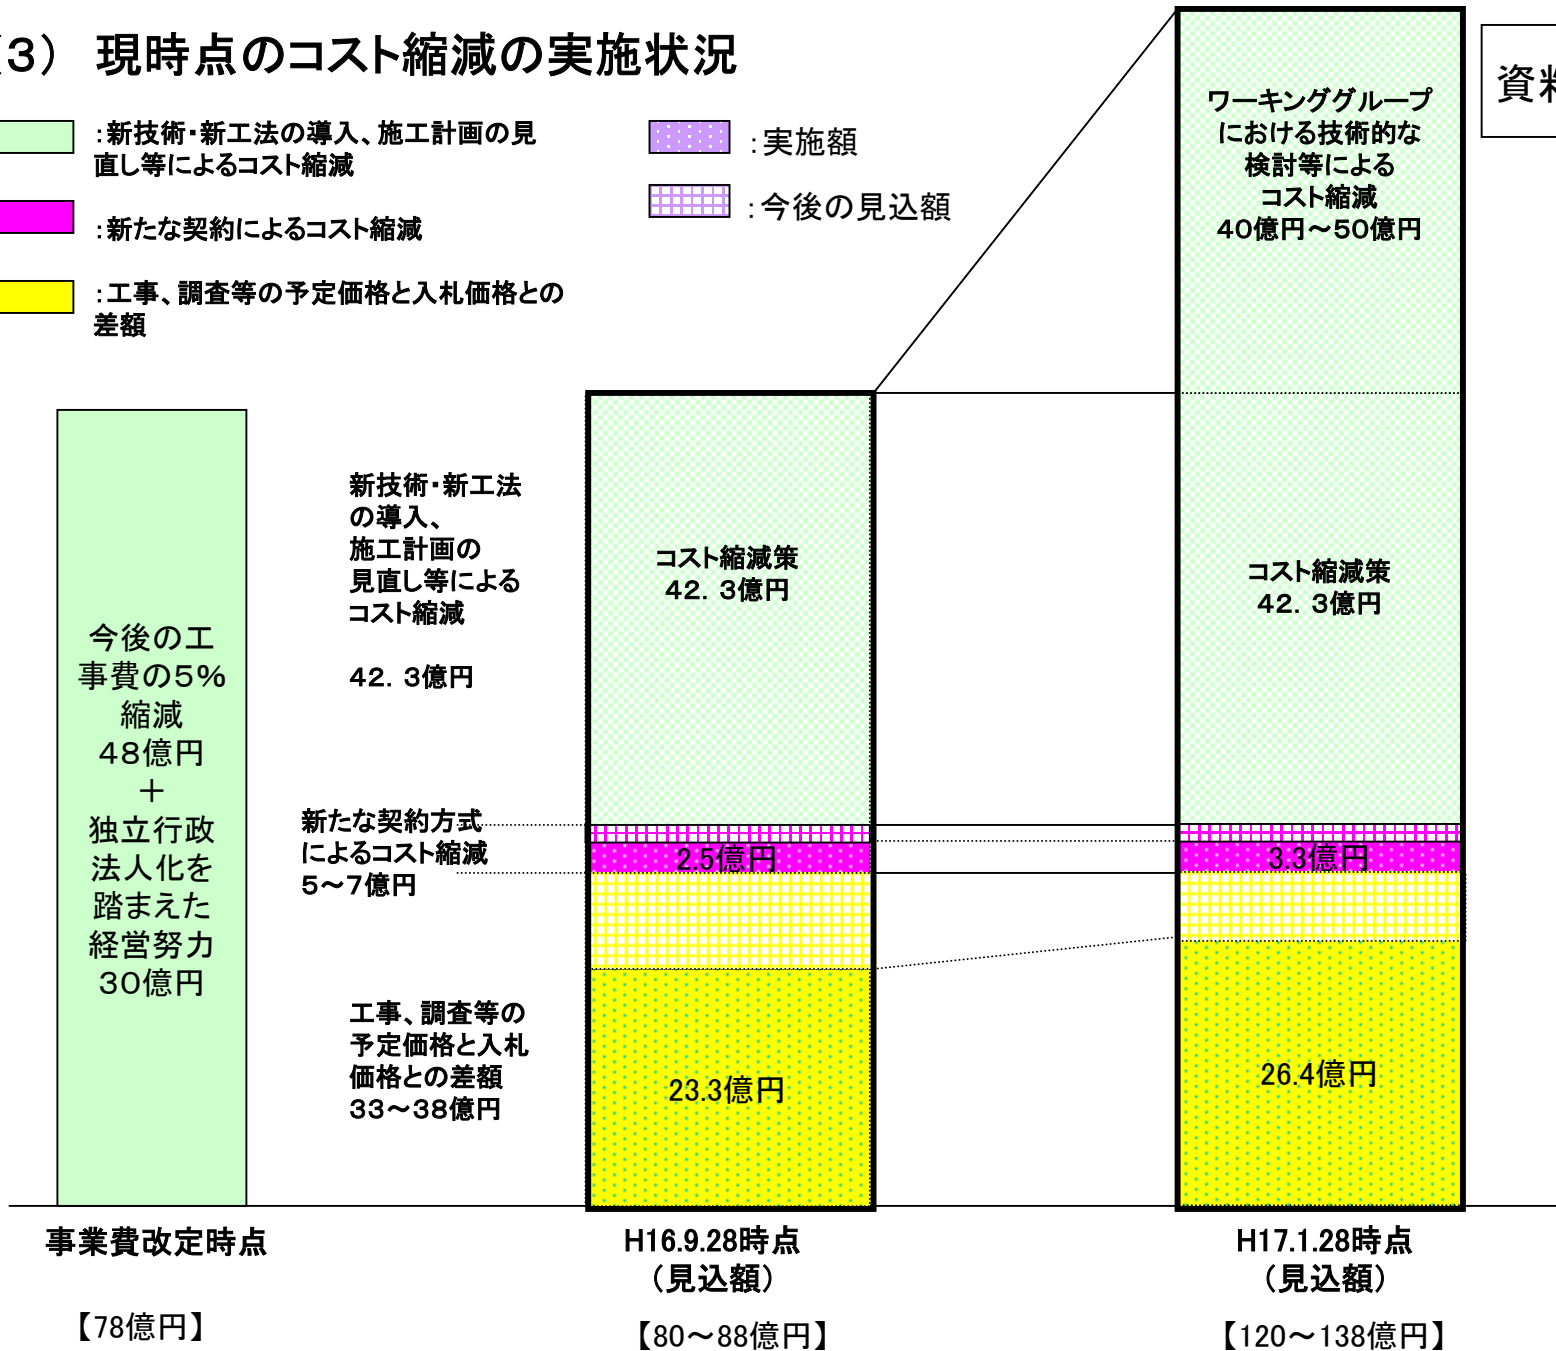 (3) 現時点のコスト縮減の実施状況
資料
:新技術・新工法の導入、施工計画の見
直し等によるコスト縮減
:新たな契約によるコスト縮減
:工事、調査等の予定価格と入札価格との
差額
:実施額
:今後の見込額
今後の工
事費の5%
縮減
48億円
+
独立行政
法人化を
踏まえた
経営努力
30億円
新技術・新工法
の導入、
施工計画の
見直し等による
コスト縮減
42.3億円
新たな契約方式
によるコスト縮減
5~7億円
工事、調査等の
予定価格と入札
価格との差額
33~38億円
コスト縮減策
42.3億円
2.5億円
23.3億円
ワーキンググループ
における技術的な
検討等による
コスト縮減
40億円~50億円
コスト縮減策
42.3億円
3.3億円
26.4億円
事業費改定時点
【78億円】
H16.9.28時点
(見込額)
【80~88億円】
H17.1.28時点
(見込額)
【120~138億円】